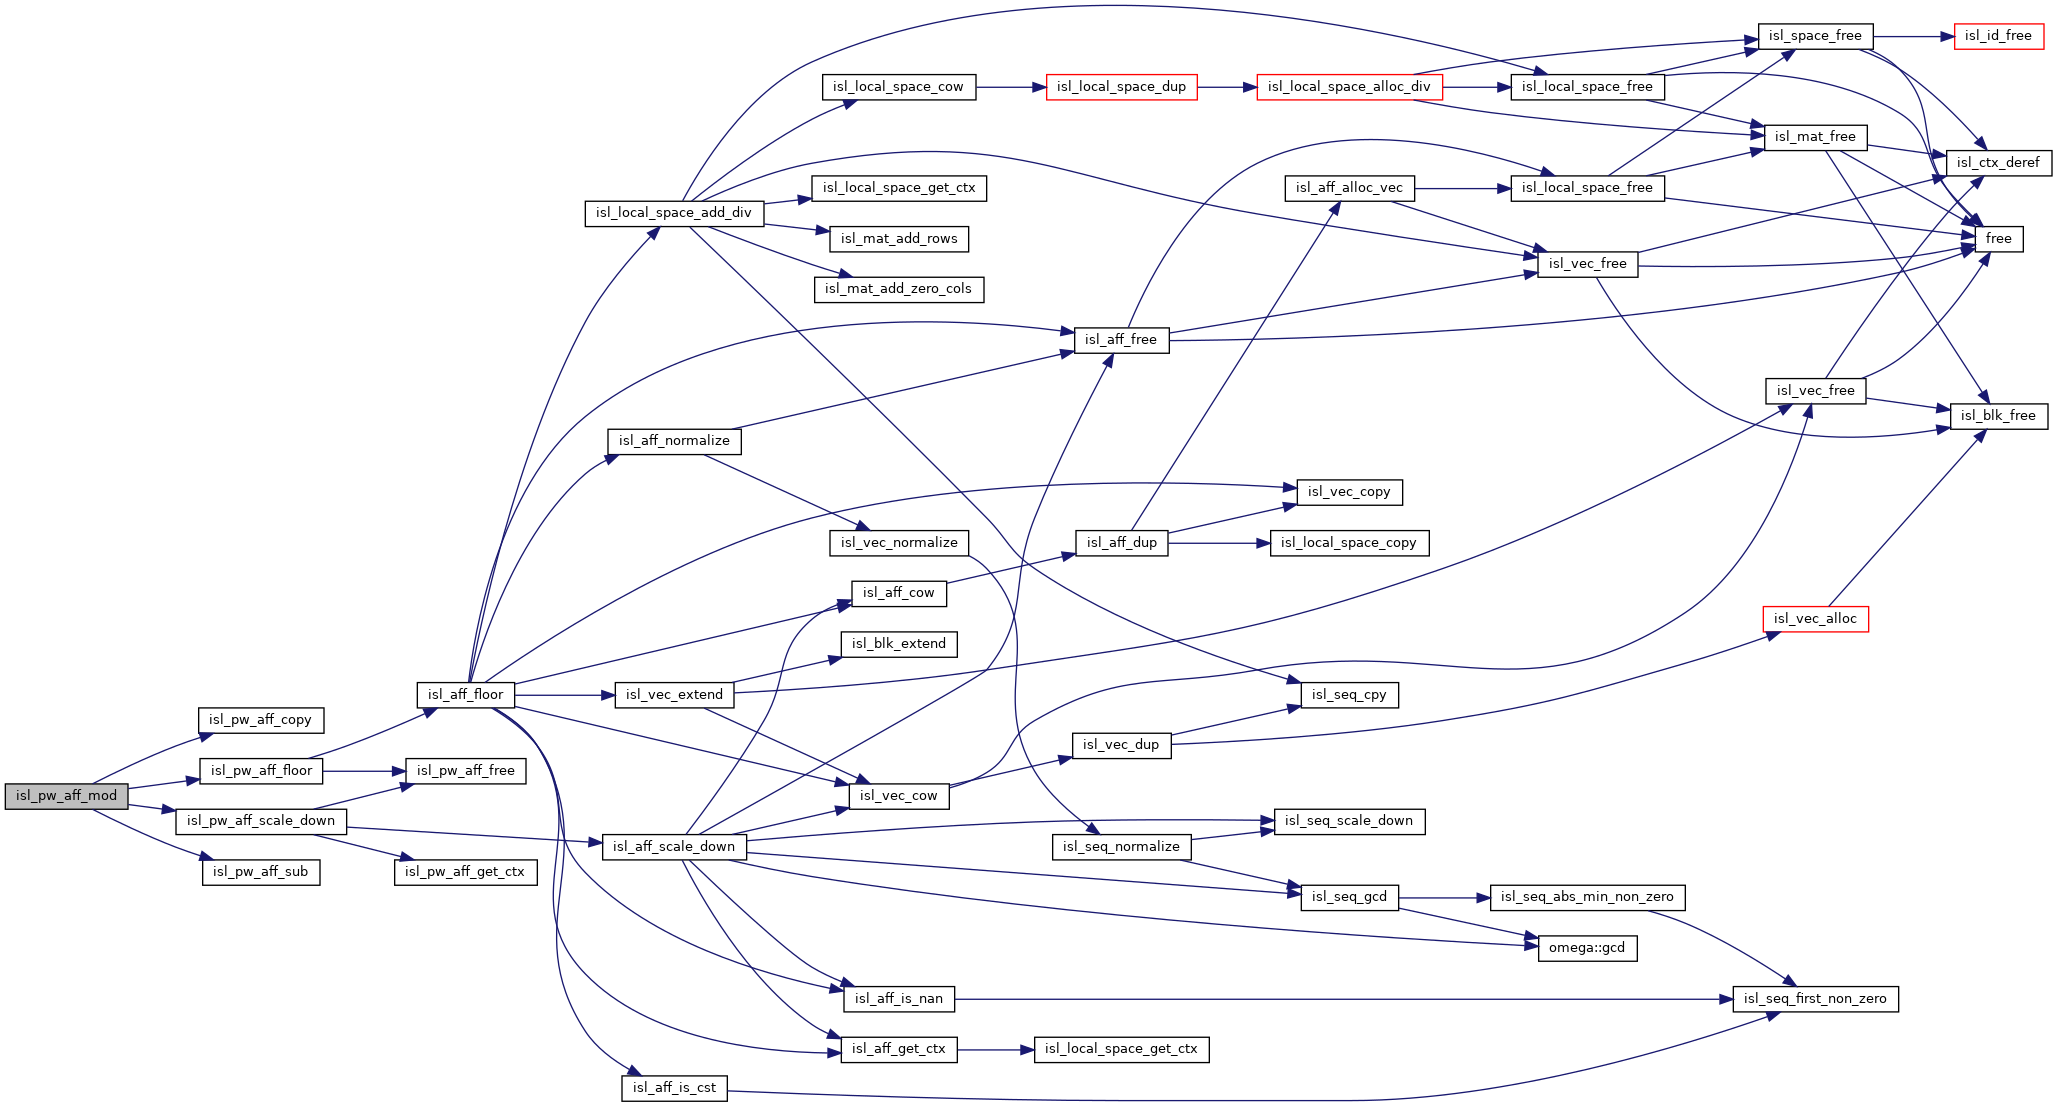 isl_space_free
isl_id_free
isl_local_space_cow
isl_local_space_dup
isl_local_space_alloc_div
isl_local_space_free
isl_mat_free
isl_ctx_deref
isl_local_space_get_ctx
isl_aff_alloc_vec
isl_local_space_free
isl_local_space_add_div
isl_mat_add_rows
free
isl_vec_free
isl_mat_add_zero_cols
isl_aff_free
isl_vec_free
isl_blk_free
isl_aff_normalize
isl_vec_copy
isl_vec_normalize
isl_aff_dup
isl_local_space_copy
isl_aff_cow
isl_vec_alloc
isl_blk_extend
isl_aff_floor
isl_vec_extend
isl_seq_cpy
isl_pw_aff_copy
isl_vec_dup
isl_pw_aff_floor
isl_pw_aff_free
isl_pw_aff_mod
isl_vec_cow
isl_pw_aff_scale_down
isl_seq_scale_down
isl_aff_scale_down
isl_seq_normalize
isl_pw_aff_sub
isl_pw_aff_get_ctx
isl_seq_gcd
isl_seq_abs_min_non_zero
omega::gcd
isl_aff_is_nan
isl_seq_first_non_zero
isl_aff_get_ctx
isl_local_space_get_ctx
isl_aff_is_cst